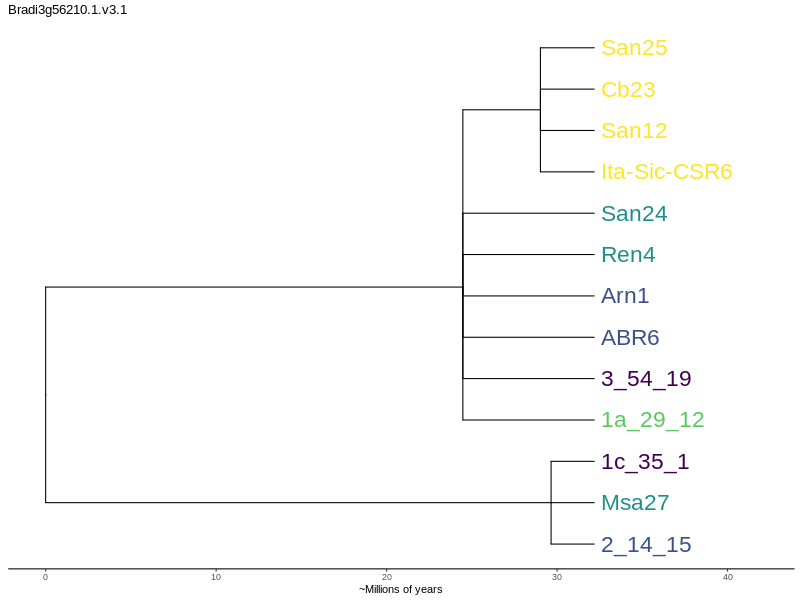 Bradi3g56210.1.v3.1
San25
Cb23
San12
Ita-Sic-CSR6
San24
Ren4
Arn1
ABR6
3_54_19
1a_29_12
1c_35_1
Msa27
2_14_15
0 10 20 30 40
~Millions of years